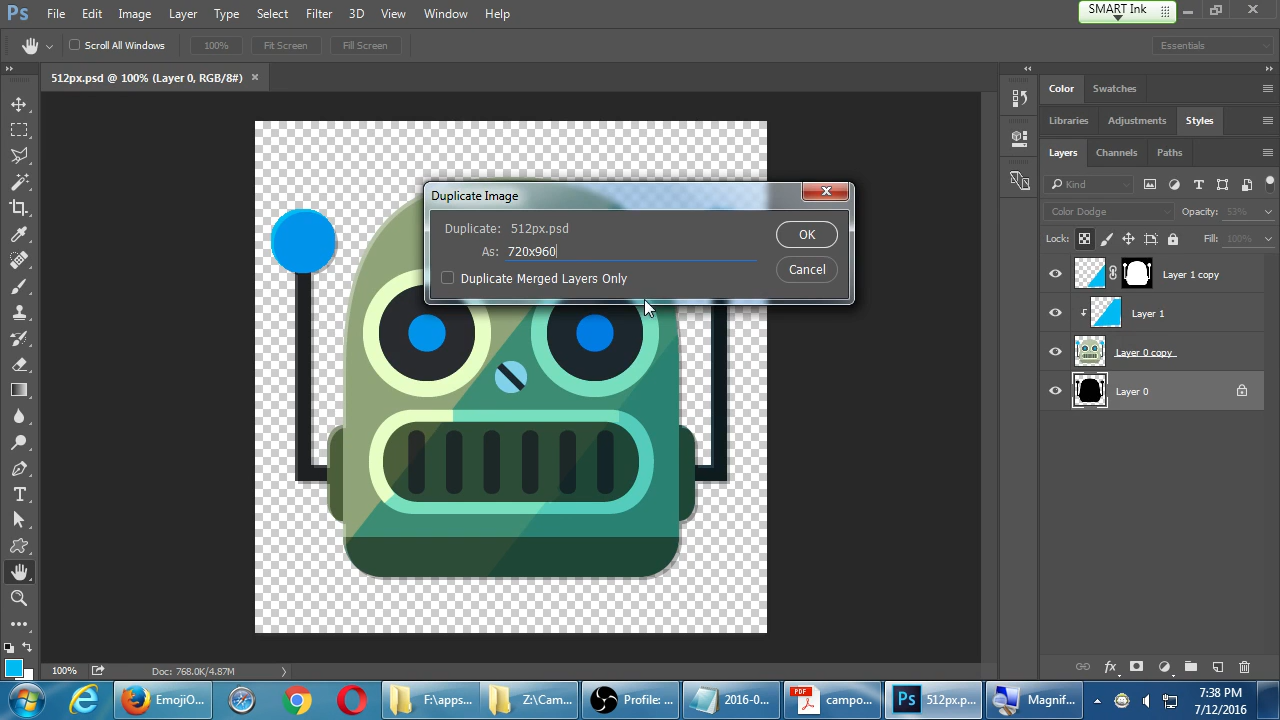 Ps File Edit Image Layer Type Select Filter 3D View Window Help
SMART Ink
Scroll All Windows 100% Fit Screen Fill Screen Essentials
512px.psd @ 100% (Layer 0, RGB/8#) ×
Color Swatches
Libraries Adjustments Styles
Layers Channels Paths
Kind
Color Dodge Opacity: 53%
Lock: Fill: 100%
Layer 1 copy
Layer 1
Layer 0 copy
Layer 0
Duplicate Image
Duplicate: 512px.psd
As: 720x960
Duplicate Merged Layers Only
OK
Cancel
100% Doc: 768.0K/4.87M
fx
EmojiO...
F:\apps...
Z:\Cam...
Profile: ...
2016-0...
PDF
campo...
Ps 512px.p...
Magnif...
7:38 PM
7/12/2016